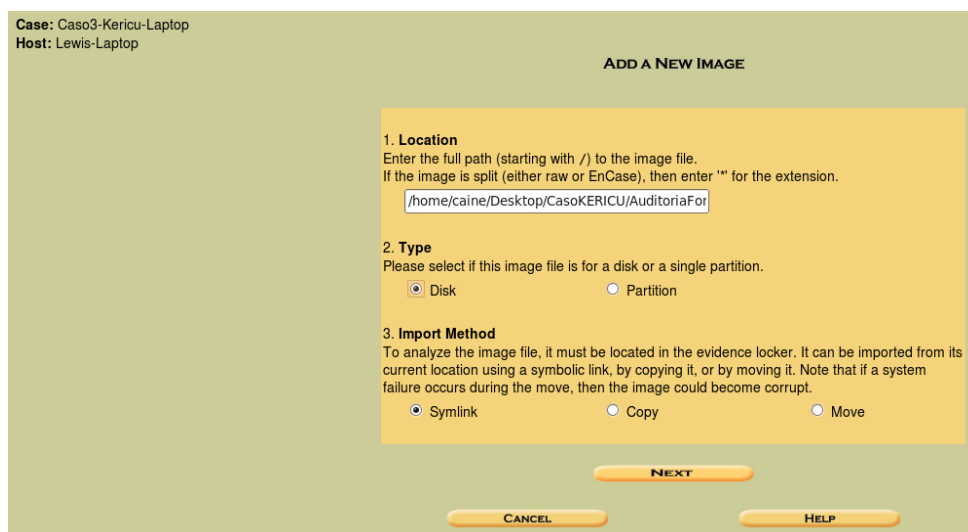 Case: Caso3-Kericu-Laptop
Host: Lewis-Laptop
ADD A NEW IMAGE
1. Location
Enter the full path (starting with /) to the image file.
If the image is split (either raw or EnCase), then enter '*' for the extension.
/home/caine/Desktop/CasoKERICU/AuditoriaFor
2. Type
Please select if this image file is for a disk or a single partition.
Disk Partition
3. Import Method
To analyze the image file, it must be located in the evidence locker. It can be imported from its
current location using a symbolic link, by copying it, or by moving it. Note that if a system
failure occurs during the move, then the image could become corrupt.
Symlink Copy Move
NEXT
CANCEL HELP